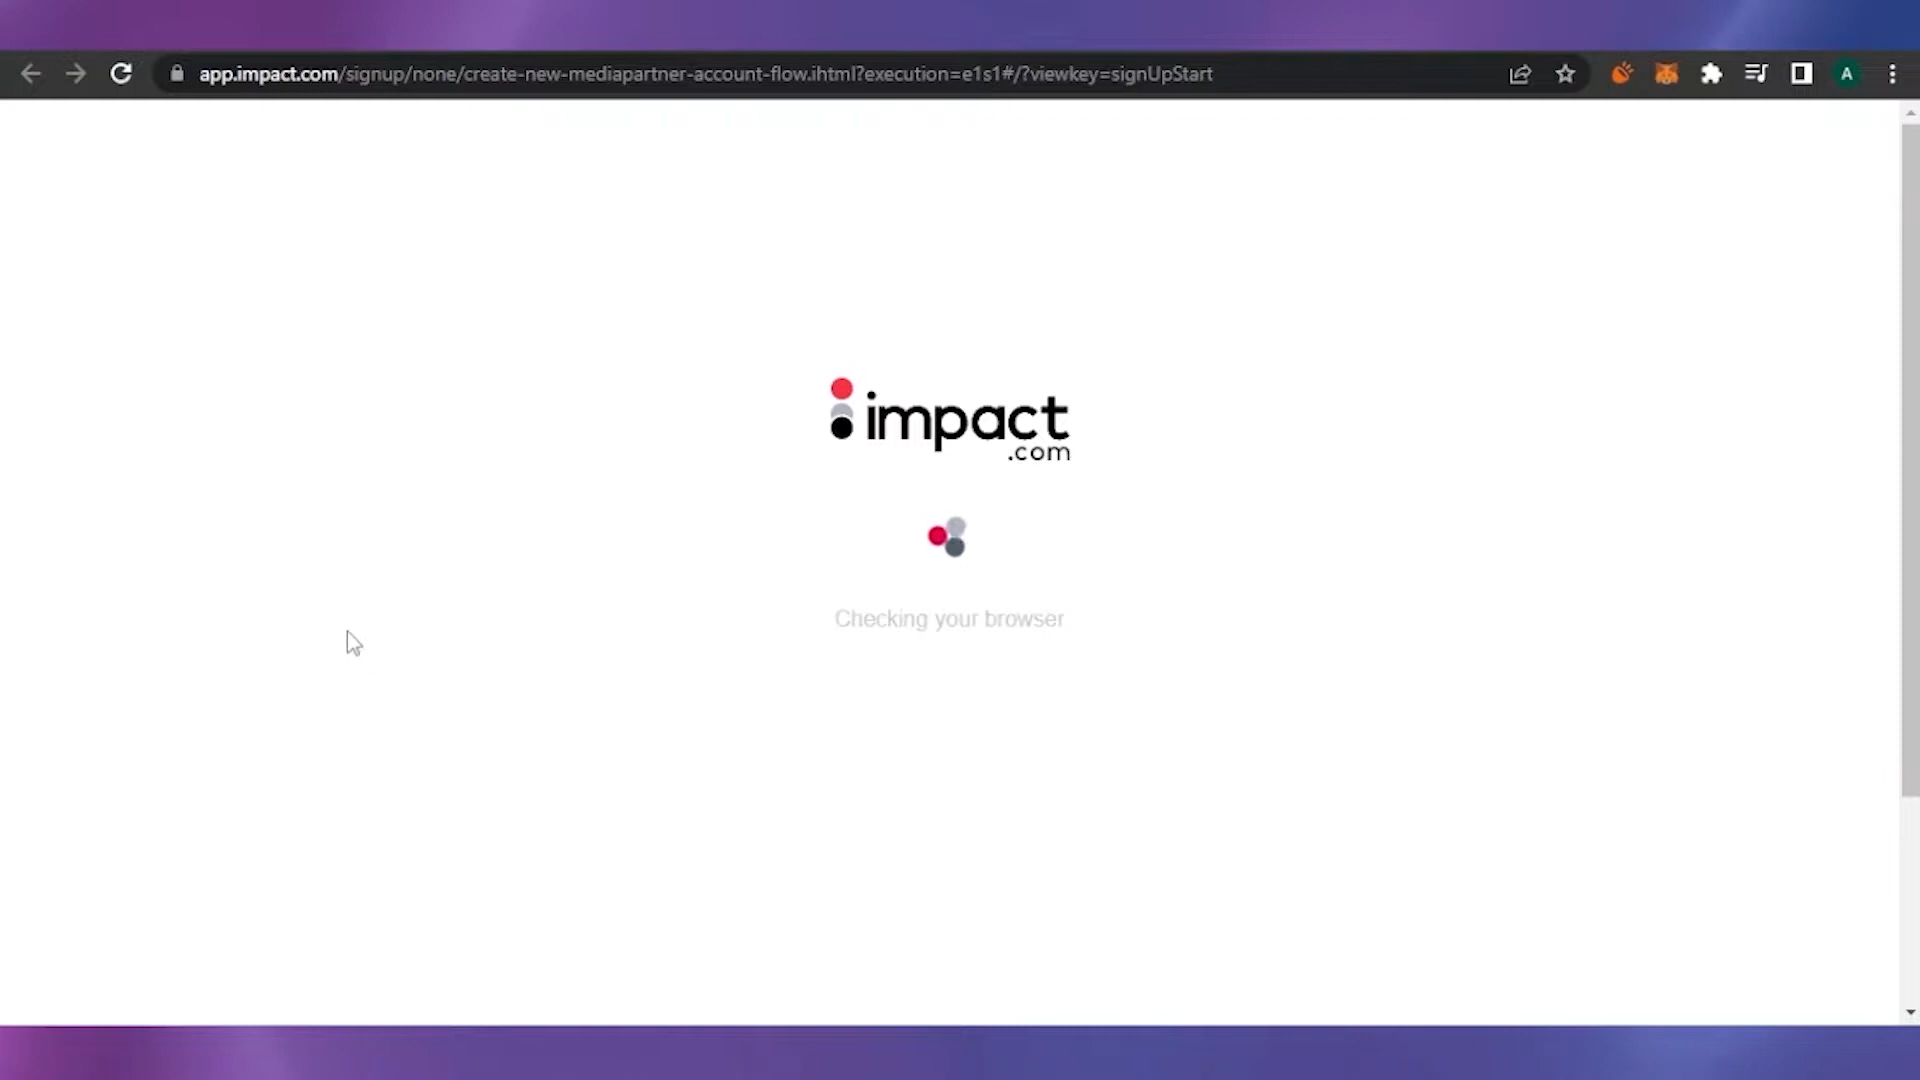 app.impact.com/signup/none/create-new-mediapartner-account-flow.ihtml?execution=e1s1#/?viewkey=signUpStart
A
impact
.com
Checking your browser